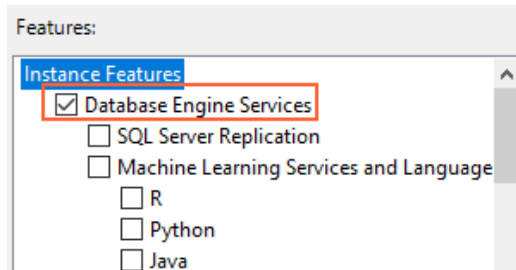 Features:
Instance Features
Database Engine Services
SQL Server Replication
Machine Learning Services and Language
R
Python
Java